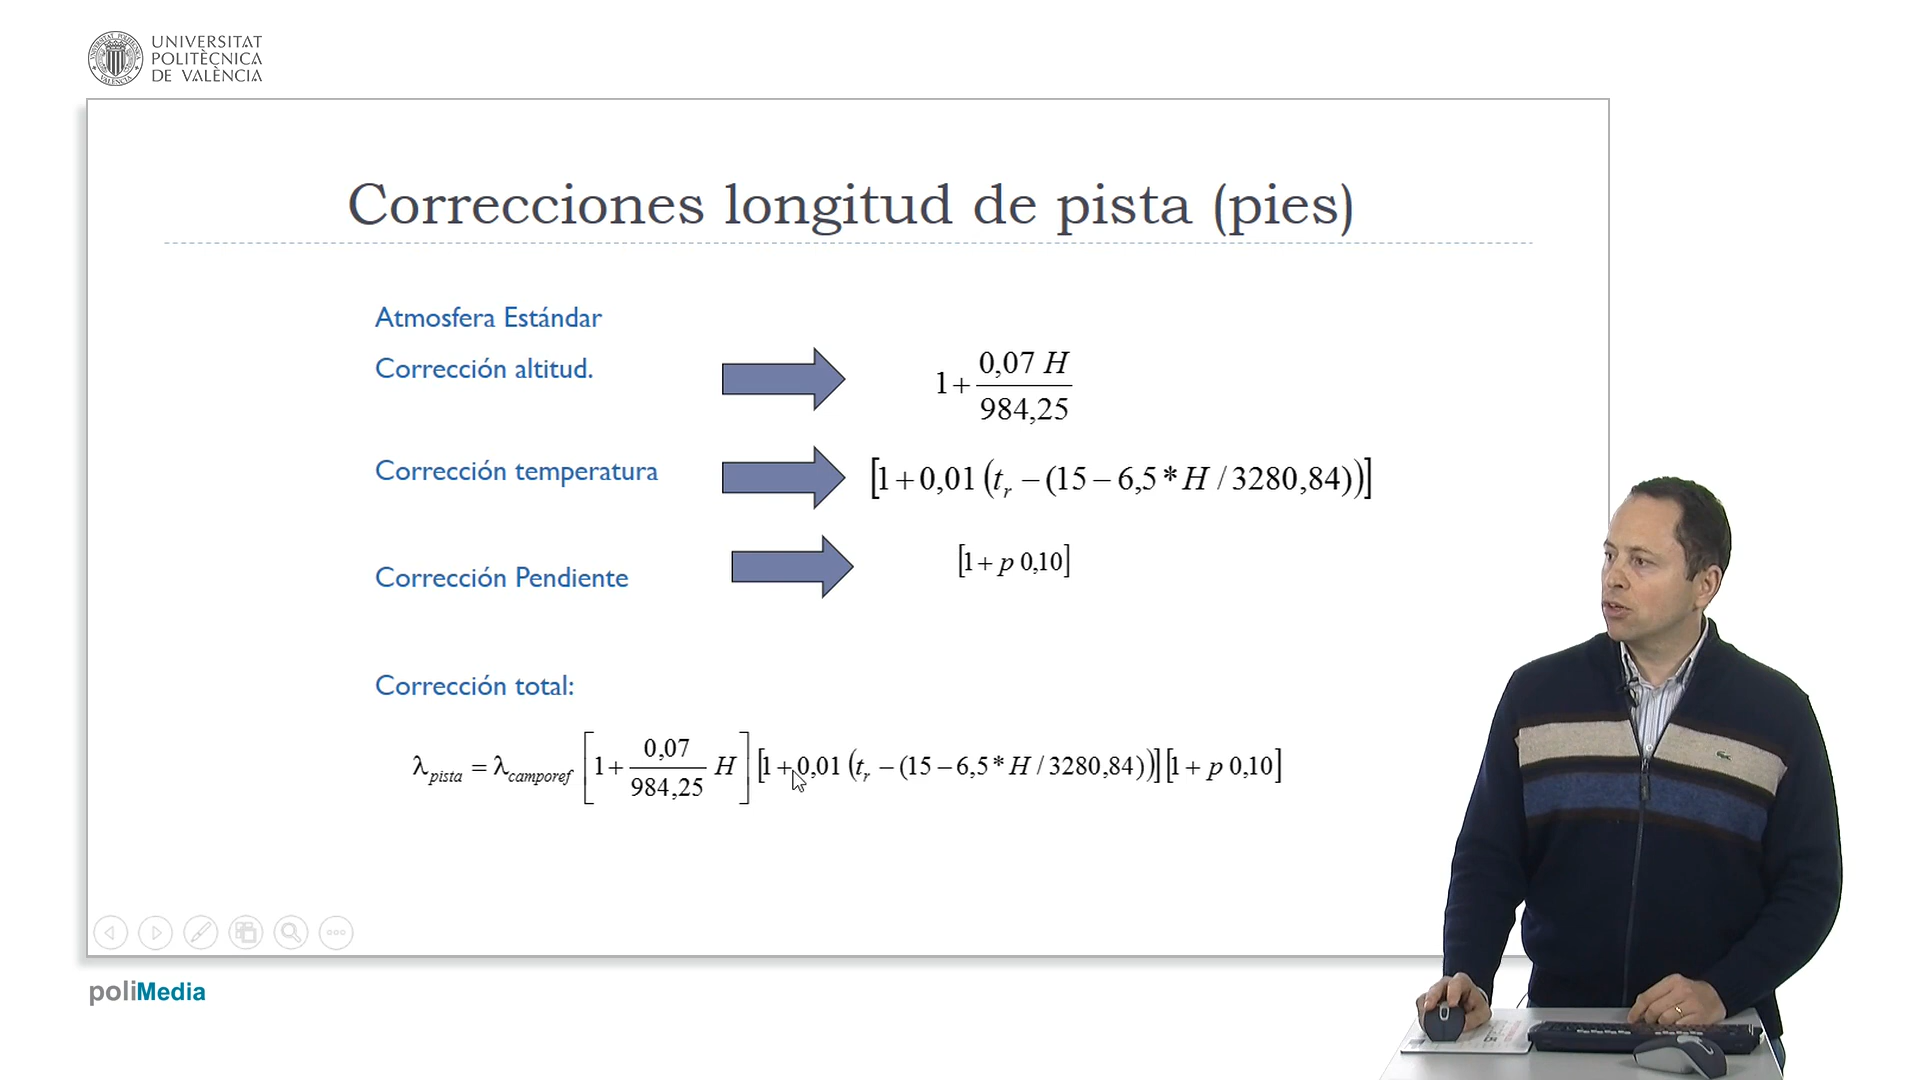 UNIVERSITAT
POLITÈCNICA
DE VALÈNCIA
Correcciones longitud de pista (pies)
Atmosfera Estándar
Corrección altitud.
1 + 0,07 H / 984,25
Corrección temperatura
[1 + 0,01 (t_r − (15 − 6,5 * H / 3280,84))]
Corrección Pendiente
[1 + p 0,10]
Corrección total:
λ_pista = λ_camporef [1 + 0,07 / 984,25 H] [1 + 0,01 (t_r − (15 − 6,5 * H / 3280,84))] [1 + p 0,10]
poliMedia